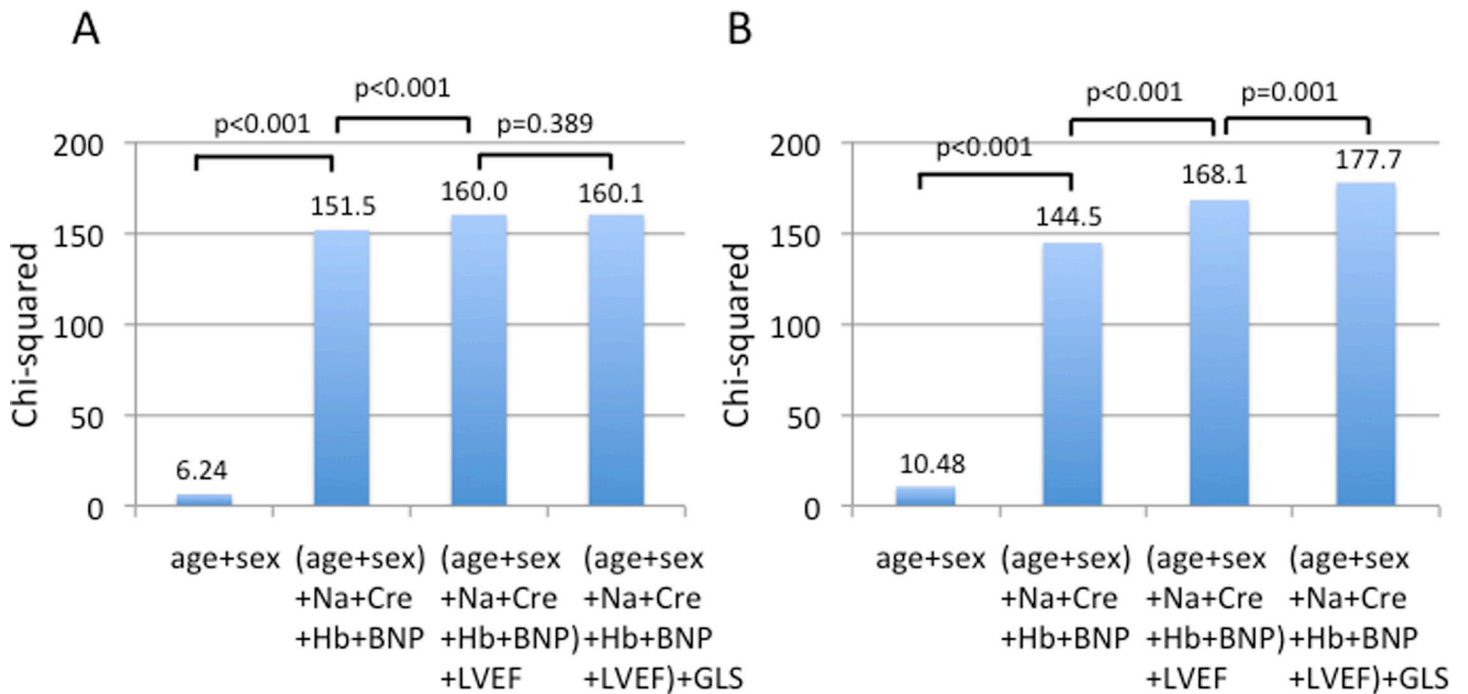 A
p<0.001
p<0.001
p=0.389
200
150
100
50
0
Chi-squared
6.24
151.5
160.0
160.1
age+sex
(age+sex)
+Na+Cre
+Hb+BNP
(age+sex
+Na+Cre
+Hb+BNP)
+LVEF
(age+sex
+Na+Cre
+Hb+BNP
+LVEF)+GLS
B
p<0.001
p<0.001
p=0.001
200
150
100
50
0
Chi-squared
10.48
144.5
168.1
177.7
age+sex
(age+sex)
+Na+Cre
+Hb+BNP
(age+sex
+Na+Cre
+Hb+BNP)
+LVEF
(age+sex
+Na+Cre
+Hb+BNP
+LVEF)+GLS